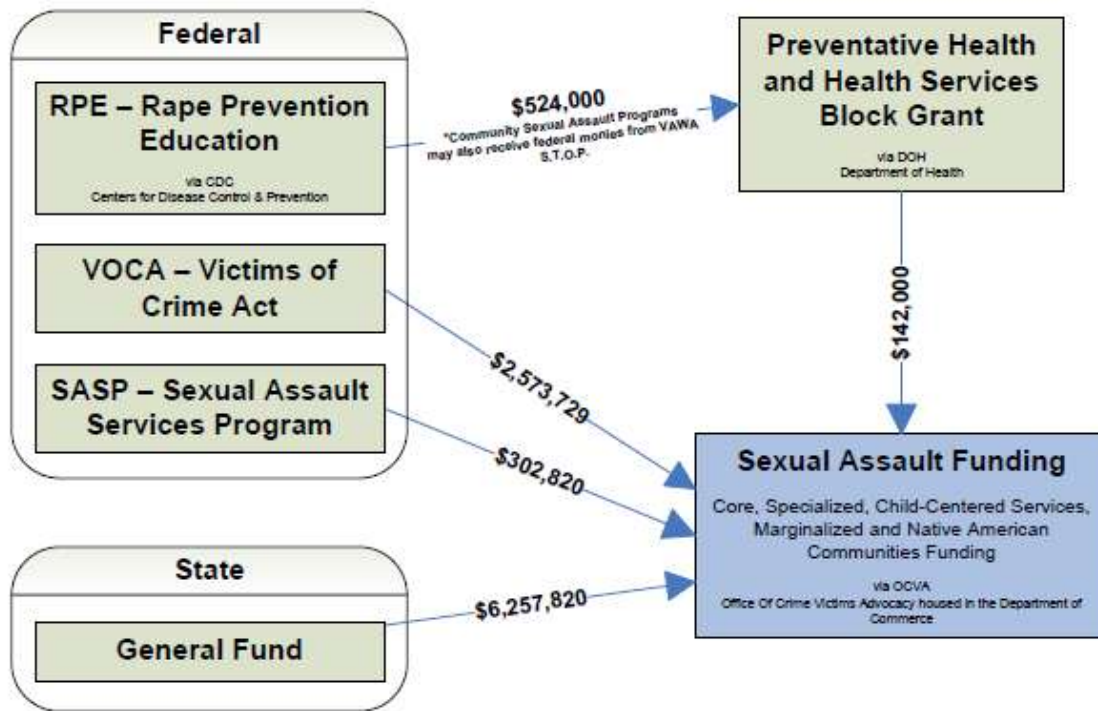 Federal
RPE – Rape Prevention
Education
via CDC
Centers for Disease Control & Prevention
VOCA – Victims of
Crime Act
SASP – Sexual Assault
Services Program
State
General Fund
$524,000
*Community Sexual Assault Programs
may also receive federal monies from VAWA
S.T.O.P.
Preventative Health
and Health Services
Block Grant
via DOH
Department of Health
$142,000
$2,573,729
$302,820
$6,257,820
Sexual Assault Funding
Core, Specialized, Child-Centered Services,
Marginalized and Native American
Communities Funding
via OCVA
Office Of Crime Victims Advocacy housed in the Department of
Commerce